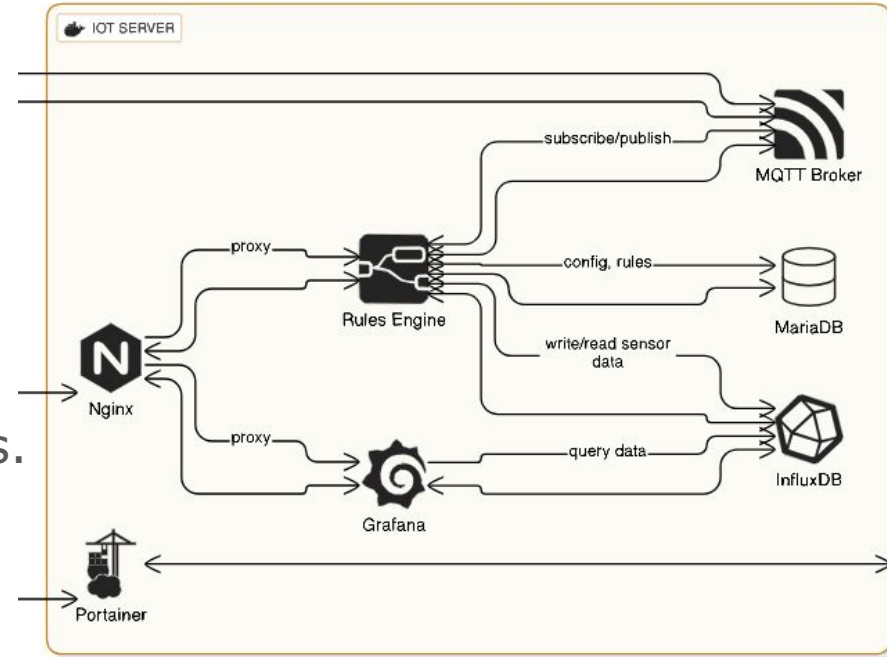 IOT SERVER
subscribe/publish
MQTT Broker
proxy
config, rules
Rules Engine
MariaDB
write/read sensor
data
N
Nginx
s.
proxy
query data
InfluxDB
Grafana
Portainer